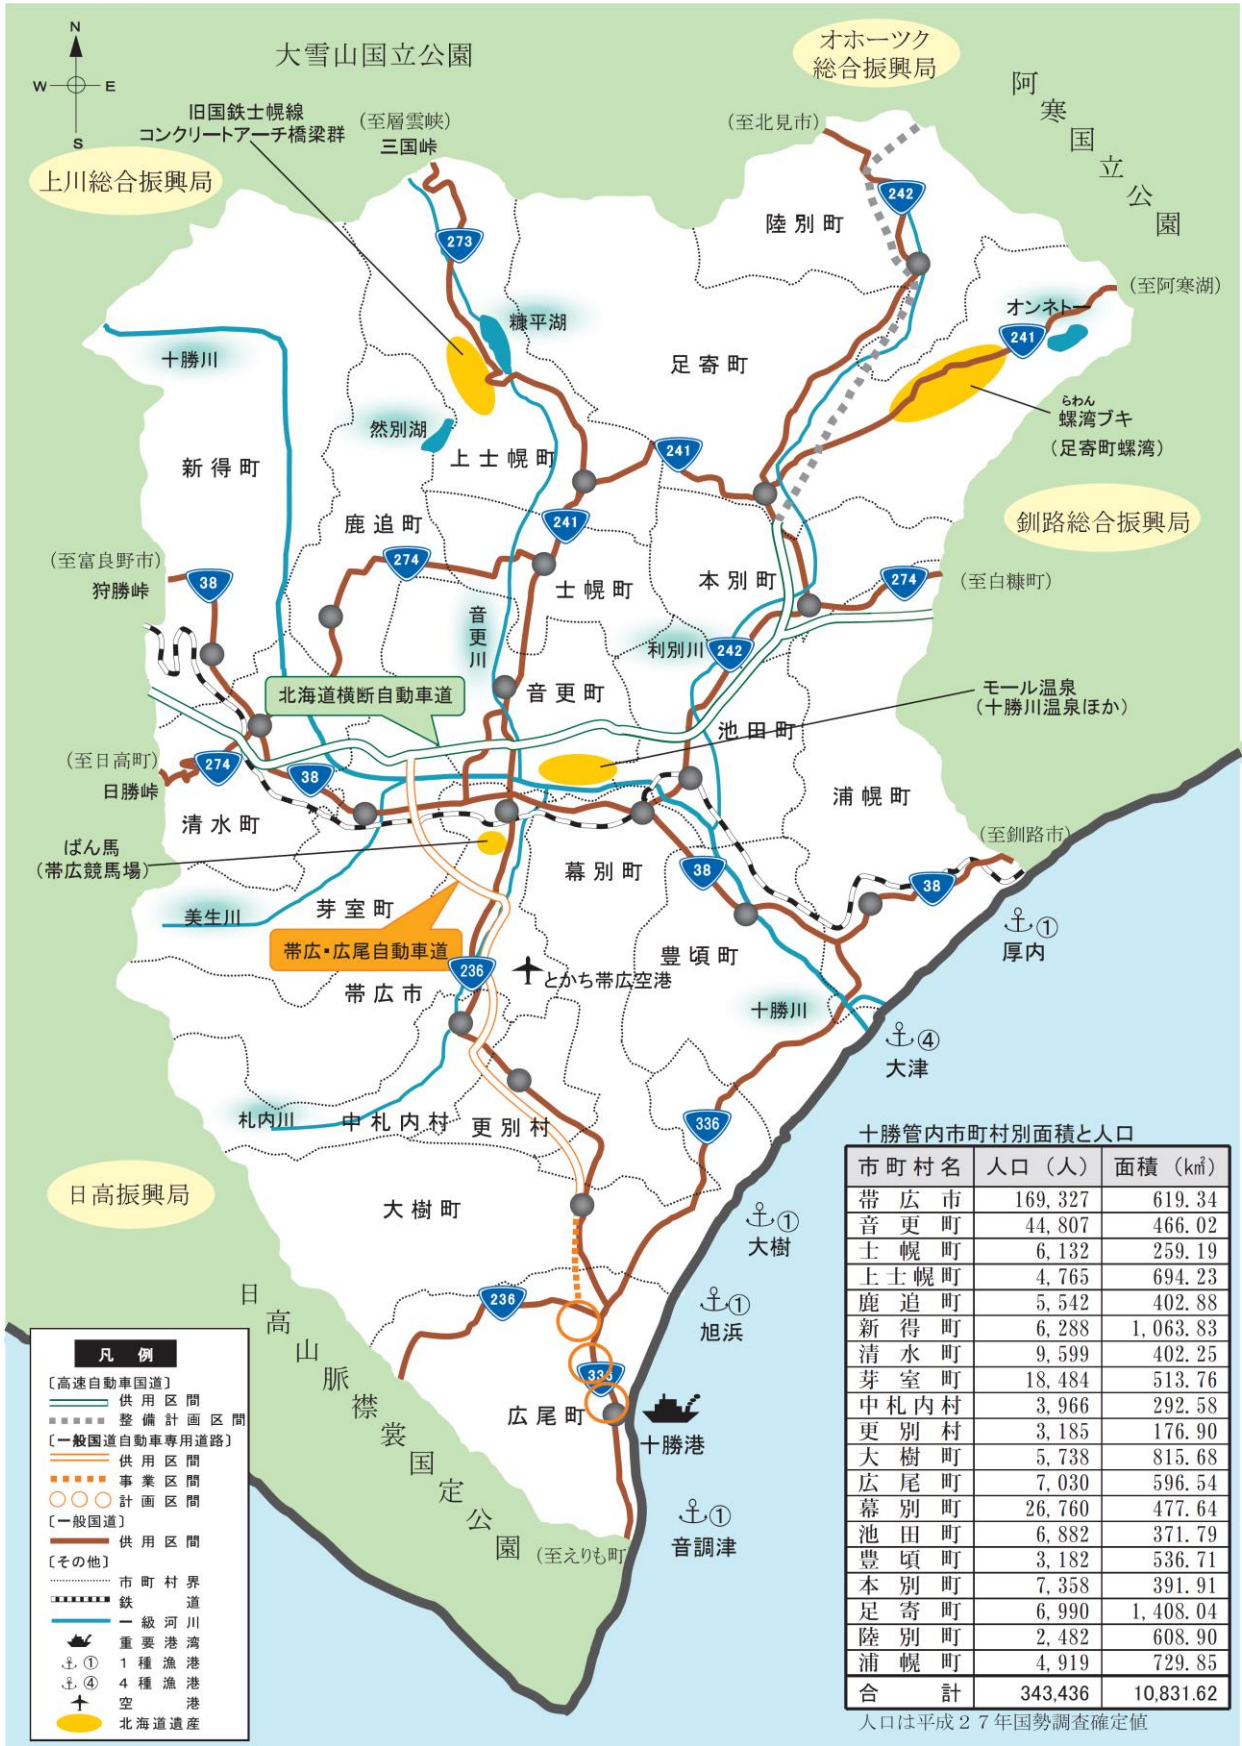 N
W
E
S
大雪山国立公園
オホーツク
総合振興局
阿寒国立公園
旧国鉄士幌線
コンクリートアーチ橋梁群
(至層雲峡)
三国峠
(至北見市)
上川総合振興局
242
陸別町
273
(至阿寒湖)
オンネトー
241
糠平湖
十勝川
足寄町
らわん
螺湾ブキ
(足寄町螺湾)
然別湖
上士幌町
241
新得町
釧路総合振興局
鹿追町
241
(至富良野市)
狩勝峠
38
274
士幌町
本別町
274
(至白糠町)
音更川
利別川
242
北海道横断自動車道
音更町
モール温泉
(十勝川温泉ほか)
池田町
(至日高町)
日勝峠
274
38
浦幌町
清水町
(至釧路市)
ばん馬
(帯広競馬場)
幕別町
38
38
美生川
芽室町
①
厚内
帯広・広尾自動車道
豊頃町
236
とかち帯広空港
帯広市
十勝川
④
大津
札内川
中札内村
更別村
336
日高振興局
大樹町
①
大樹
236
①
旭浜
日高山脈襟裳国定公園
336
広尾町
十勝港
①
音調津
(至えりも町)
凡例
〔高速自動車国道〕
供用区間
整備計画区間
〔一般国道自動車専用道路〕
供用区間
事業区間
計画区間
〔一般国道〕
供用区間
〔その他〕
市町村界
鉄道
一級河川
重要港湾
① 1種漁港
④ 4種漁港
空港
北海道遺産
十勝管内市町村別面積と人口
市町村名 人口(人) 面積(k㎡)
帯広市 169,327 619.34
音更町 44,807 466.02
士幌町 6,132 259.19
上士幌町 4,765 694.23
鹿追町 5,542 402.88
新得町 6,288 1,063.83
清水町 9,599 402.25
芽室町 18,484 513.76
中札内村 3,966 292.58
更別村 3,185 176.90
大樹町 5,738 815.68
広尾町 7,030 596.54
幕別町 26,760 477.64
池田町 6,882 371.79
豊頃町 3,182 536.71
本別町 7,358 391.91
足寄町 6,990 1,408.04
陸別町 2,482 608.90
浦幌町 4,919 729.85
合計 343,436 10,831.62
人口は平成27年国勢調査確定値